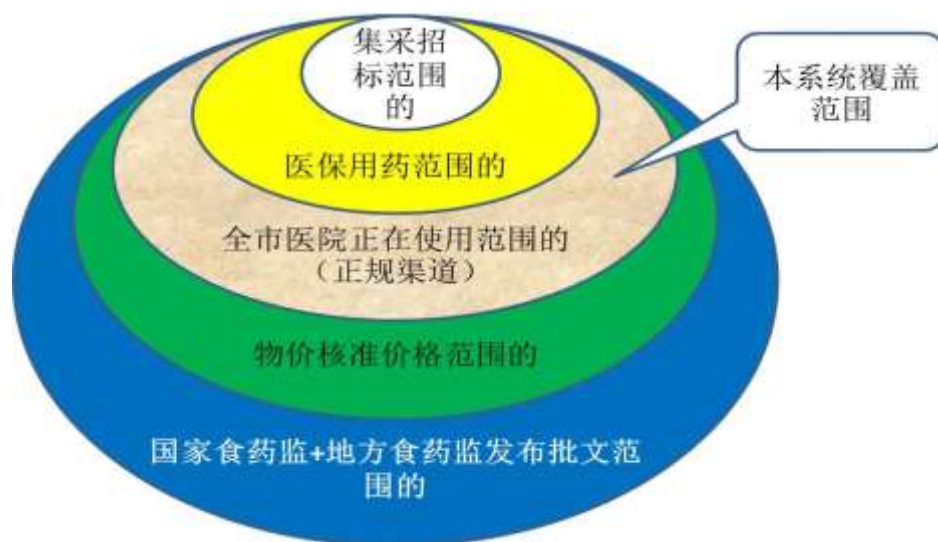 集采招
标范围
的
本系统覆盖
范围
医保用药范围的
全市医院正在使用范围的
（正规渠道）
物价核准价格范围的
国家食药监+地方食药监发布批文范
围的